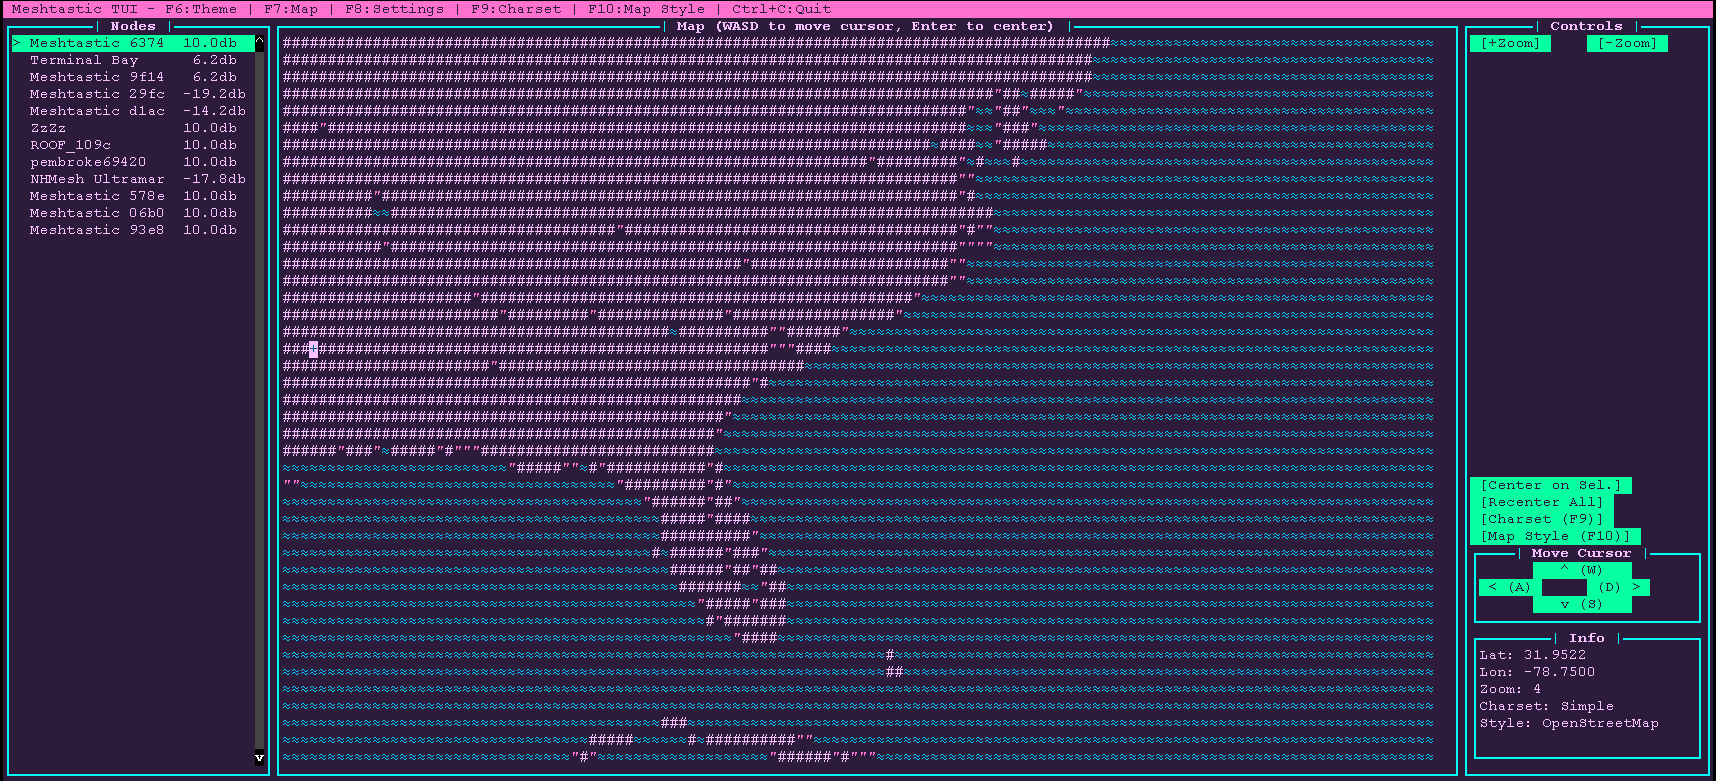 Meshtastic TUI - F6:Theme | F7:Map | F8:Settings | F9:Charset | F10:Map Style | Ctrl+C:Quit
Nodes
> Meshtastic 6374 10.0db
Terminal Bay 6.2db
Meshtastic 9f14 6.2db
Meshtastic 29fc -19.2db
Meshtastic d1ac -14.2db
ZzZz 10.0db
ROOF_109c 10.0db
pembroke69420 10.0db
NHMesh Ultramar -17.8db
Meshtastic 578e 10.0db
Meshtastic 06b0 10.0db
Meshtastic 93e8 10.0db
Map (WASD to move cursor, Enter to center)
Controls
[+Zoom] [-Zoom]
[Center on Sel.]
[Recenter All]
[Charset (F9)]
[Map Style (F10)]
Move Cursor
^ (W)
< (A) (D) >
v (S)
Info
Lat: 31.9522
Lon: -78.7500
Zoom: 4
Charset: Simple
Style: OpenStreetMap